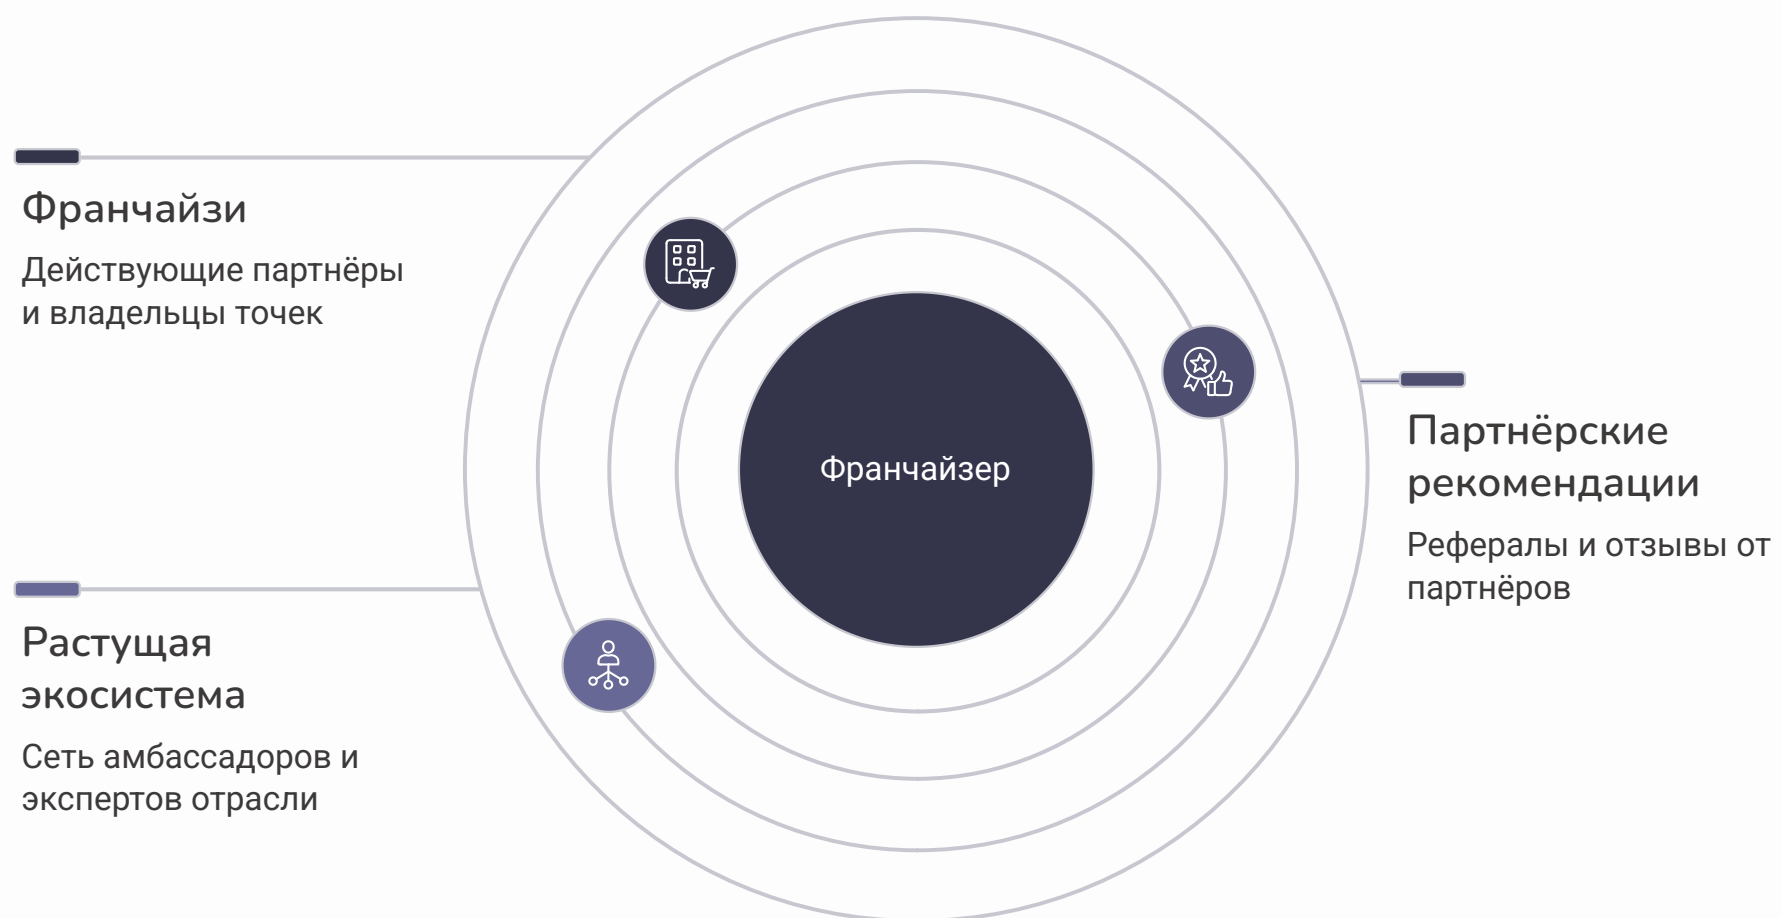 Франчайзи
Действующие партнёры
и владельцы точек
Франчайзер
Партнёрские
рекомендации
Рефералы и отзывы от
партнёров
Растущая
экосистема
Сеть амбассадоров и
экспертов отрасли